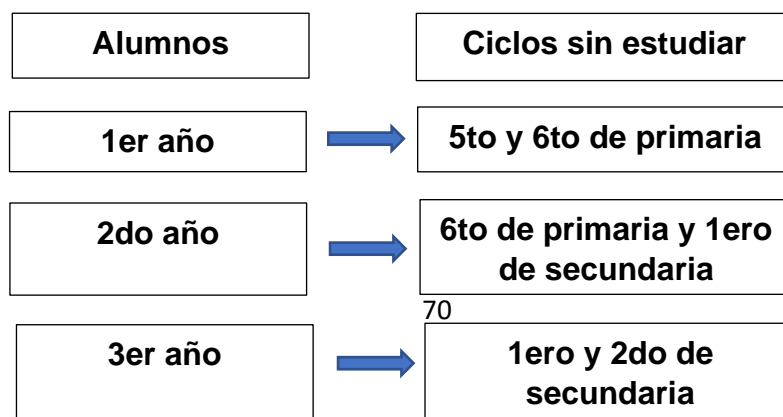 Alumnos
Ciclos sin estudiar
1er año
5to y 6to de primaria
2do año
6to de primaria y 1ero
de secundaria
70
3er año
1ero y 2do de
secundaria